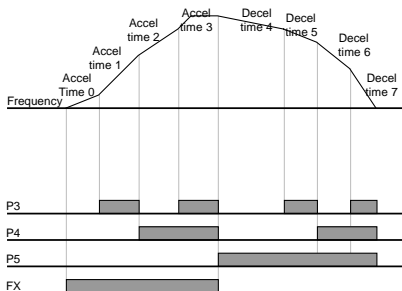 Accel
Time 0
Accel
time 1
Accel
time 2
Accel
time 3
Decel
time 4
Decel
time 5
Decel
time 6
Decel
time 7
Frequency
P3
P4
P5
FX